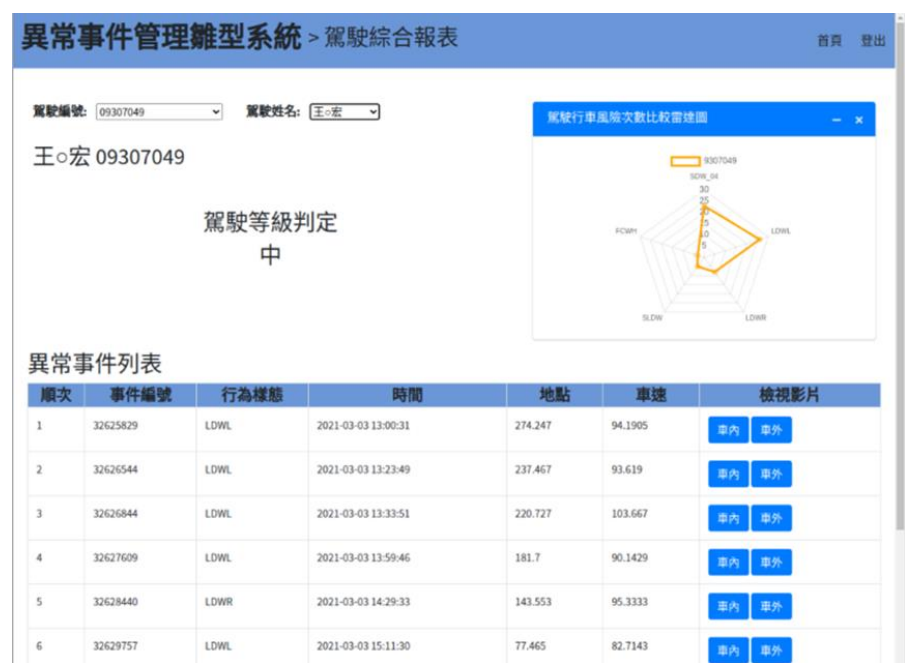 異常事件管理雛型系統 > 駕駛綜合報表
首頁 登出
駕駛編號: 09307049 駕駛姓名: 王○宏
王○宏 09307049
駕駛等級判定
中
駕駛行車風險次數比較雷達圖
9307049
SDW_04
30
25
20
15
10
5
FCWH
LDWL
SLDW
LDWR
異常事件列表
順次 事件編號 行為樣態 時間 地點 車速 檢視影片
1 32625829 LDWL 2021-03-03 13:00:31 274.247 94.1905 車內 車外
2 32626544 LDWL 2021-03-03 13:23:49 237.467 93.619 車內 車外
3 32626844 LDWL 2021-03-03 13:33:51 220.727 103.667 車內 車外
4 32627609 LDWL 2021-03-03 13:59:46 181.7 90.1429 車內 車外
5 32628440 LDWR 2021-03-03 14:29:33 143.553 95.3333 車內 車外
6 32629757 LDWL 2021-03-03 15:11:30 77.465 82.7143 車內 車外